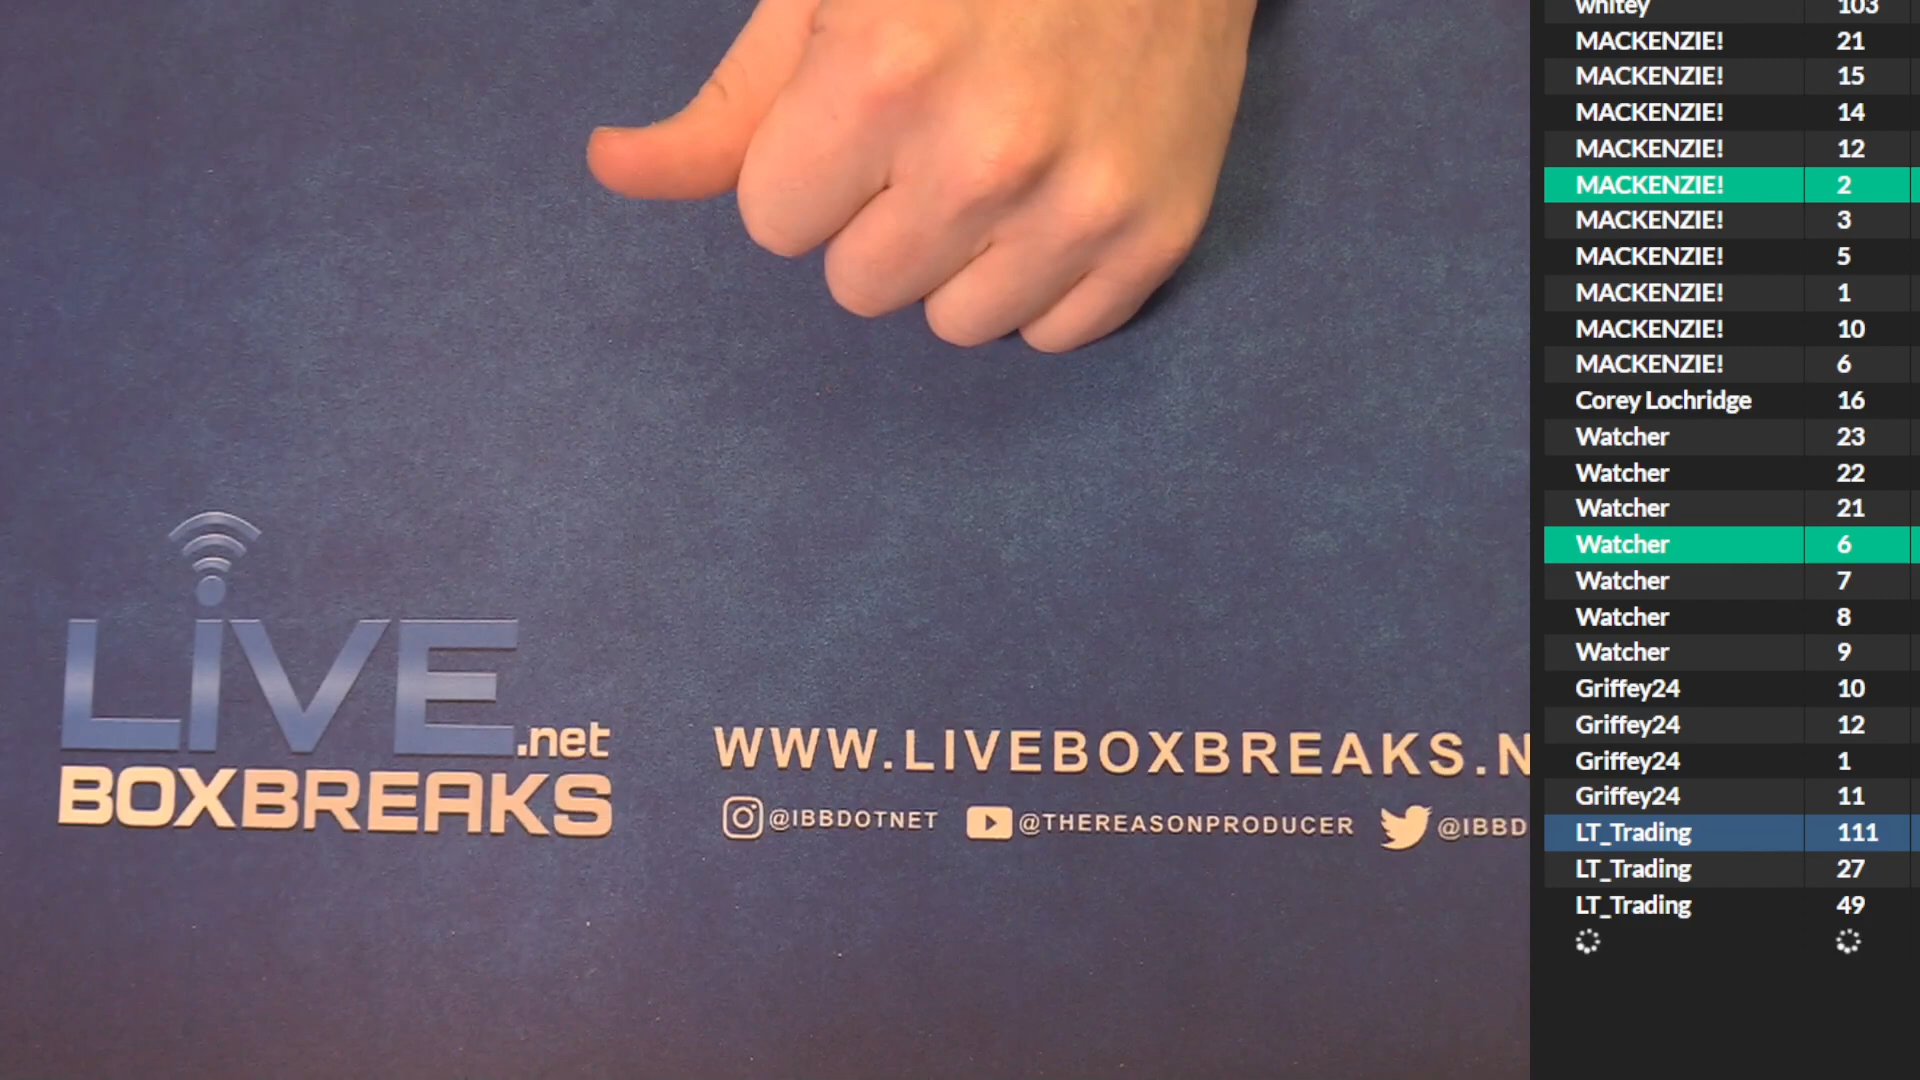 whitey 103
MACKENZIE! 21
MACKENZIE! 15
MACKENZIE! 14
MACKENZIE! 12
MACKENZIE! 2
MACKENZIE! 3
MACKENZIE! 5
MACKENZIE! 1
MACKENZIE! 10
MACKENZIE! 6
Corey Lochridge 16
Watcher 23
Watcher 22
Watcher 21
Watcher 6
Watcher 7
Watcher 8
Watcher 9
Griffey24 10
Griffey24 12
Griffey24 1
Griffey24 11
LT_Trading 111
LT_Trading 27
LT_Trading 49
LIVE.net
BOXBREAKS
WWW.LIVEBOXBREAKS.N
@IBBDOTNET @THEREASONPRODUCER @IBBD